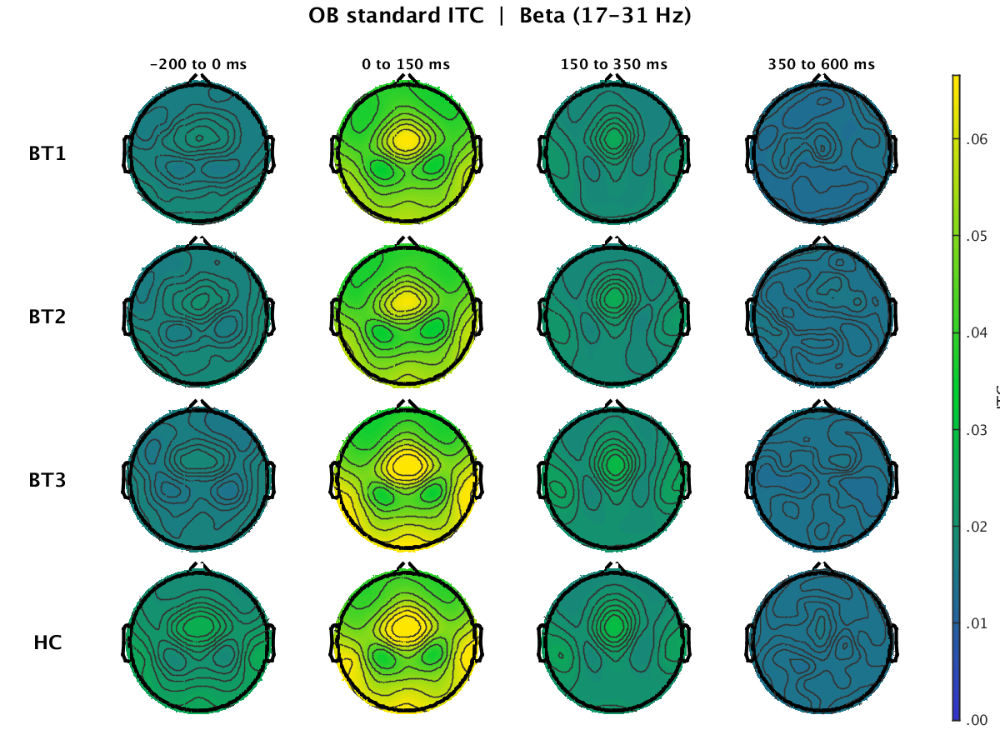 OB standard ITC | Beta (17–31 Hz)
−200 to 0 ms 0 to 150 ms 150 to 350 ms 350 to 600 ms
BT1
BT2
BT3
HC
.06
.05
.04
.03
.02
.01
.00